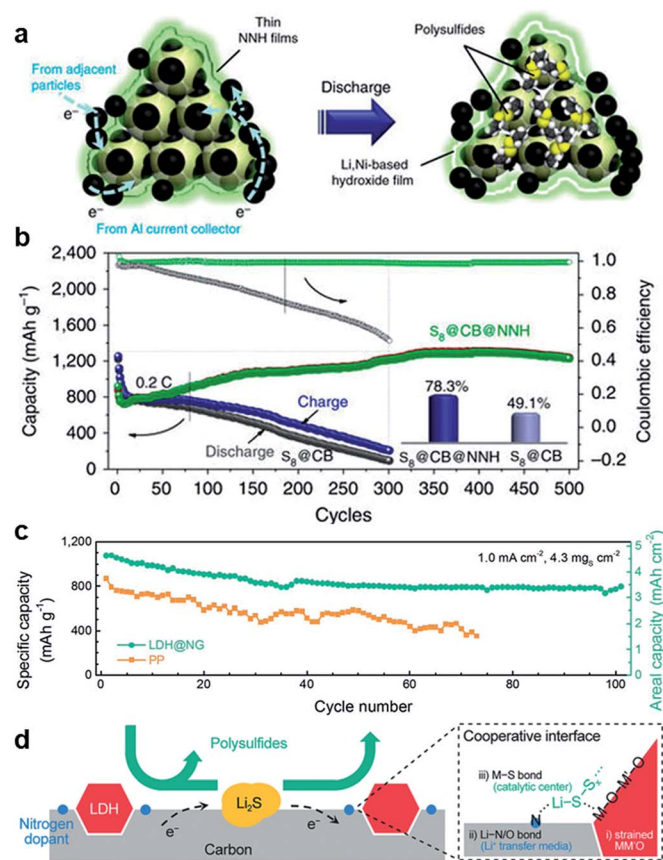 a
Thin
NNH films
From adjacent
particles
e⁻
e⁻
e⁻
From Al current collector
Discharge
Li,Ni-based
hydroxide film
Polysulfides
b
Capacity (mAh g⁻¹)
2,400
2,000
1,600
1,200
800
400
0
0.2 C
S₈@CB@NNH
Charge
Discharge
S₈@CB
78.3%
49.1%
S₈@CB@NNH
S₈@CB
1.0
0.8
0.6
0.4
0.2
0.0
−0.2
Coulombic efficiency
0 50 100 150 200 250 300 350 400 450 500
Cycles
c
Specific capacity
(mAh g⁻¹)
1,200
800
400
0
1.0 mA cm⁻², 4.3 mgₛ cm⁻²
LDH@NG
PP
5
4
3
2
1
0
Areal capacity
(mAh cm⁻²)
0 20 40 60 80 100
Cycle number
d
Polysulfides
LDH
Li₂S
Nitrogen
dopant
e⁻
e⁻
Carbon
Cooperative interface
iii) M–S bond
(catalytic center)
Li–S
Sₓ
N
M-O-M'-O
ii) Li–N/O bond
(Li⁺ transfer media)
i) strained
MM'O